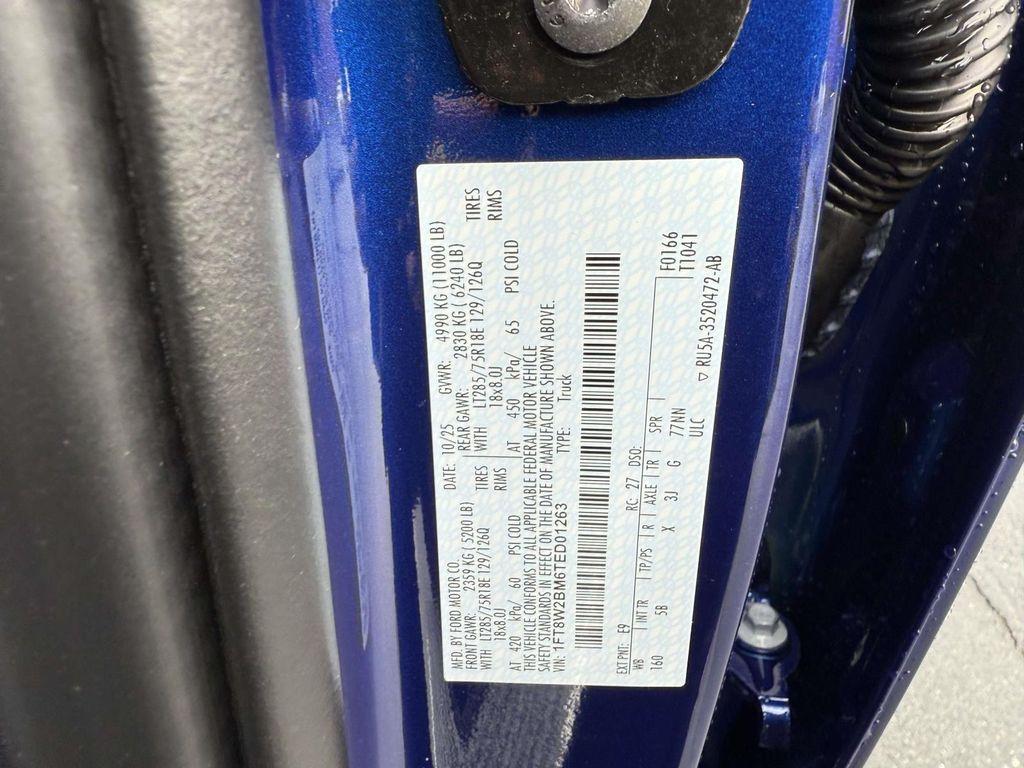 MFD. BY FORD MOTOR CO.
DATE: 10/25 GVWR: 4990 KG (11000 LB)
FRONT GAWR: 2359 KG ( 5200 LB) REAR GAWR: 2830 KG ( 6240 LB)
WITH LT285/75R18E 129/126Q TIRES WITH LT285/75R18E 129/126Q TIRES
18x8.0J RIMS 18x8.0J RIMS
AT 420 kPa/ 60 PSI COLD AT 450 kPa/ 65 PSI COLD
THIS VEHICLE CONFORMS TO ALL APPLICABLE FEDERAL MOTOR VEHICLE
SAFETY STANDARDS IN EFFECT ON THE DATE OF MANUFACTURE SHOWN ABOVE.
VIN: 1FT8W2BM6TED01263 TYPE: Truck
EXT PNT: E9 RC: 27 DSO: F0166
TT1041
WB INT TR TP/PS R AXLE TR SPR
160 5B X 3J G 77NN
ULC
▽ RU5A-3520472-AB